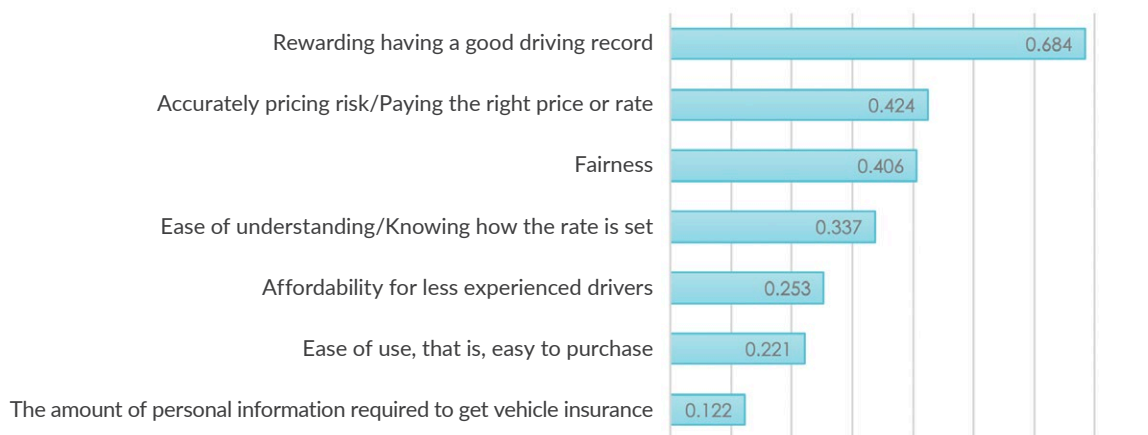 Rewarding having a good driving record 0.684
Accurately pricing risk/Paying the right price or rate 0.424
Fairness 0.406
Ease of understanding/Knowing how the rate is set 0.337
Affordability for less experienced drivers 0.253
Ease of use, that is, easy to purchase 0.221
The amount of personal information required to get vehicle insurance 0.122